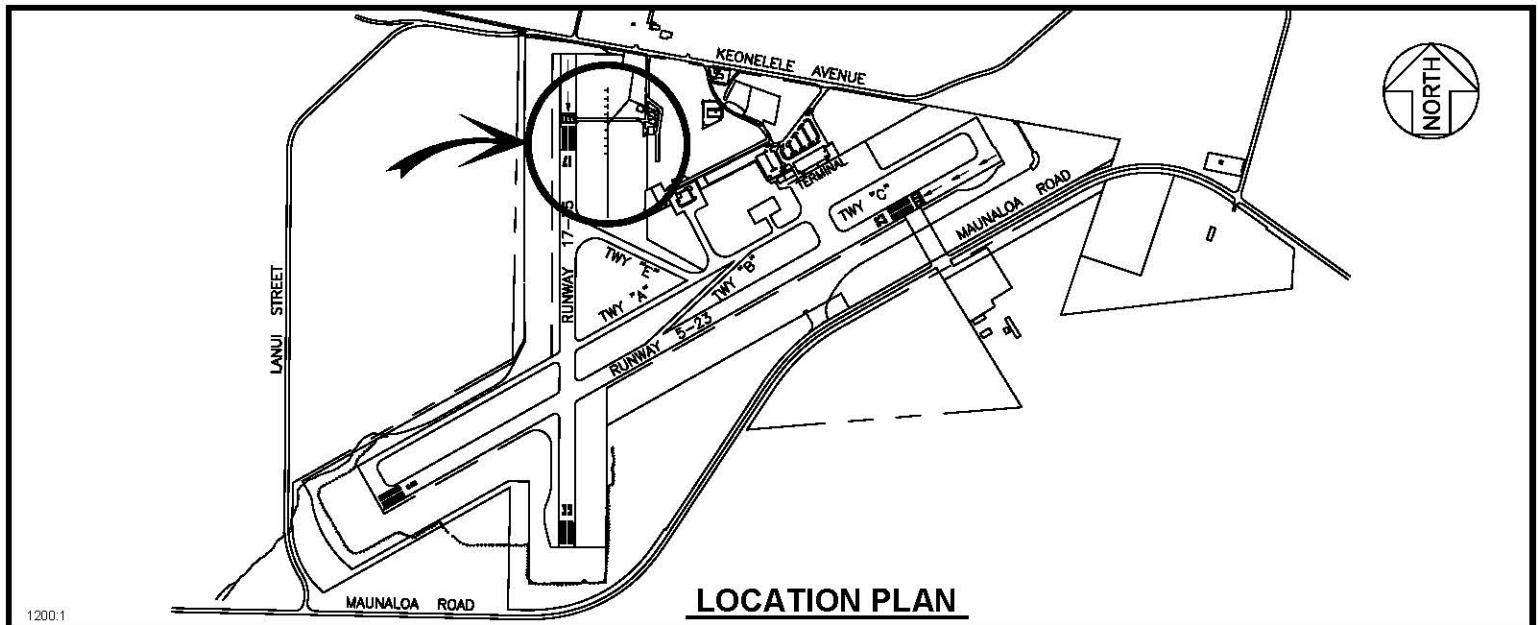 KEONELELE AVENUE
NORTH
17
TERMINAL
TWY "C"
MAUNALOA ROAD
LANUI STREET
RUNWAY 17-35
TWY "E"
TWY "A"
TWY "B"
RUNWAY 5-23
MAUNALOA ROAD
LOCATION PLAN
1200:1